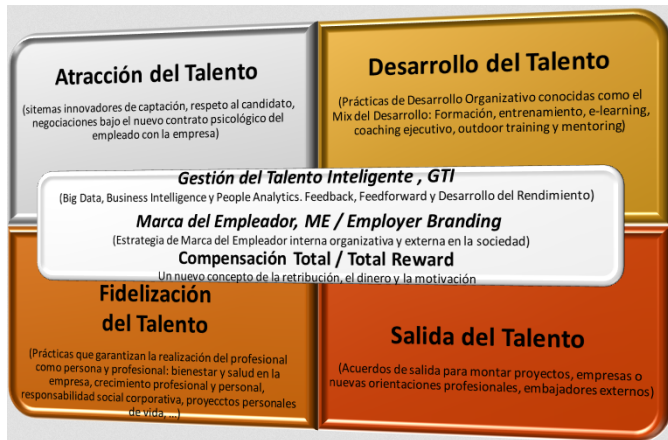 Atracción del Talento
(sitemas innovadores de captación, respeto al candidato,
negociaciones bajo el nuevo contrato psicológico del
empleado con la empresa)
Desarrollo del Talento
(Prácticas de Desarrollo Organizativo conocidas como el
Mix del Desarrollo: Formación, entrenamiento, e-learning,
coaching ejecutivo, outdoor training y mentoring)
Gestión del Talento Inteligente , GTI
(Big Data, Business Intelligence y People Analytics. Feedback, Feedforward y Desarrollo del Rendimiento)
Marca del Empleador, ME / Employer Branding
(Estrategia de Marca del Empleador interna organizativa y externa en la sociedad)
Compensación Total / Total Reward
Un nuevo concepto de la retribución, el dinero y la motivación
Fidelización
del Talento
(Prácticas que garantizan la realización del profesional
como persona y profesional: bienestar y salud en la
empresa, crecimiento profesional y personal,
responsabilidad social corporativa, proyecctos personales
de vida, ...)
Salida del Talento
(Acuerdos de salida para montar proyectos, empresas o
nuevas orientaciones profesionales, embajadores externos)